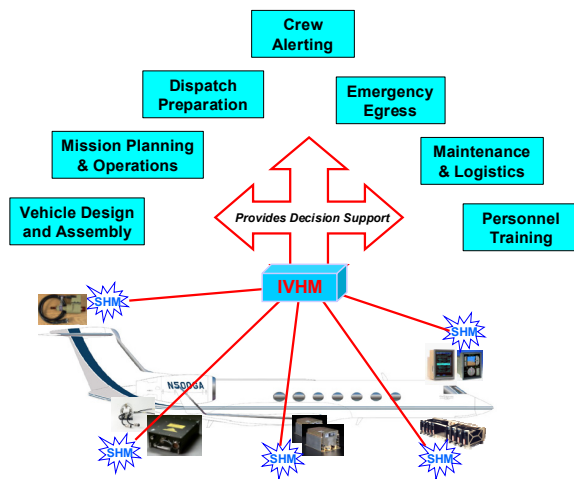 Crew
Alerting
Dispatch
Preparation
Emergency
Egress
Mission Planning
& Operations
Maintenance
& Logistics
Vehicle Design
and Assembly
Provides Decision Support
Personnel
Training
IVHM
SHM
SHM
N500GA
SHM
SHM
SHM